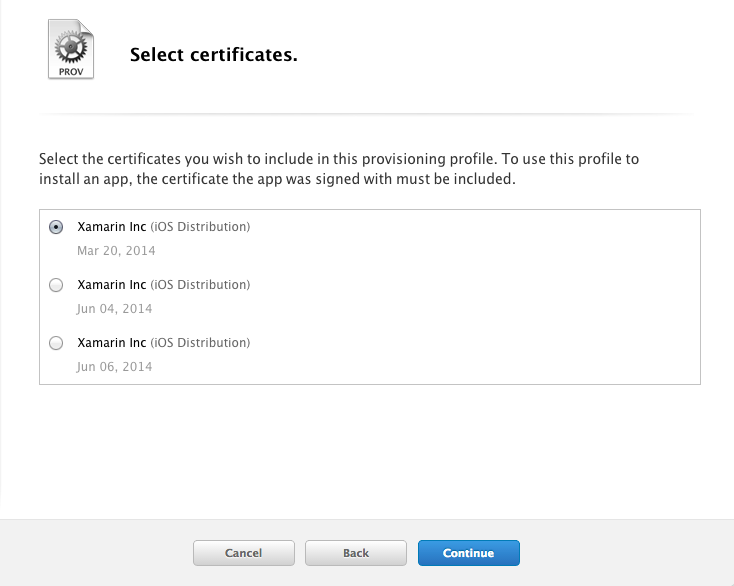 PROV
Select certificates.
Select the certificates you wish to include in this provisioning profile. To use this profile to
install an app, the certificate the app was signed with must be included.
Xamarin Inc (iOS Distribution)
Mar 20, 2014
Xamarin Inc (iOS Distribution)
Jun 04, 2014
Xamarin Inc (iOS Distribution)
Jun 06, 2014
Cancel Back Continue